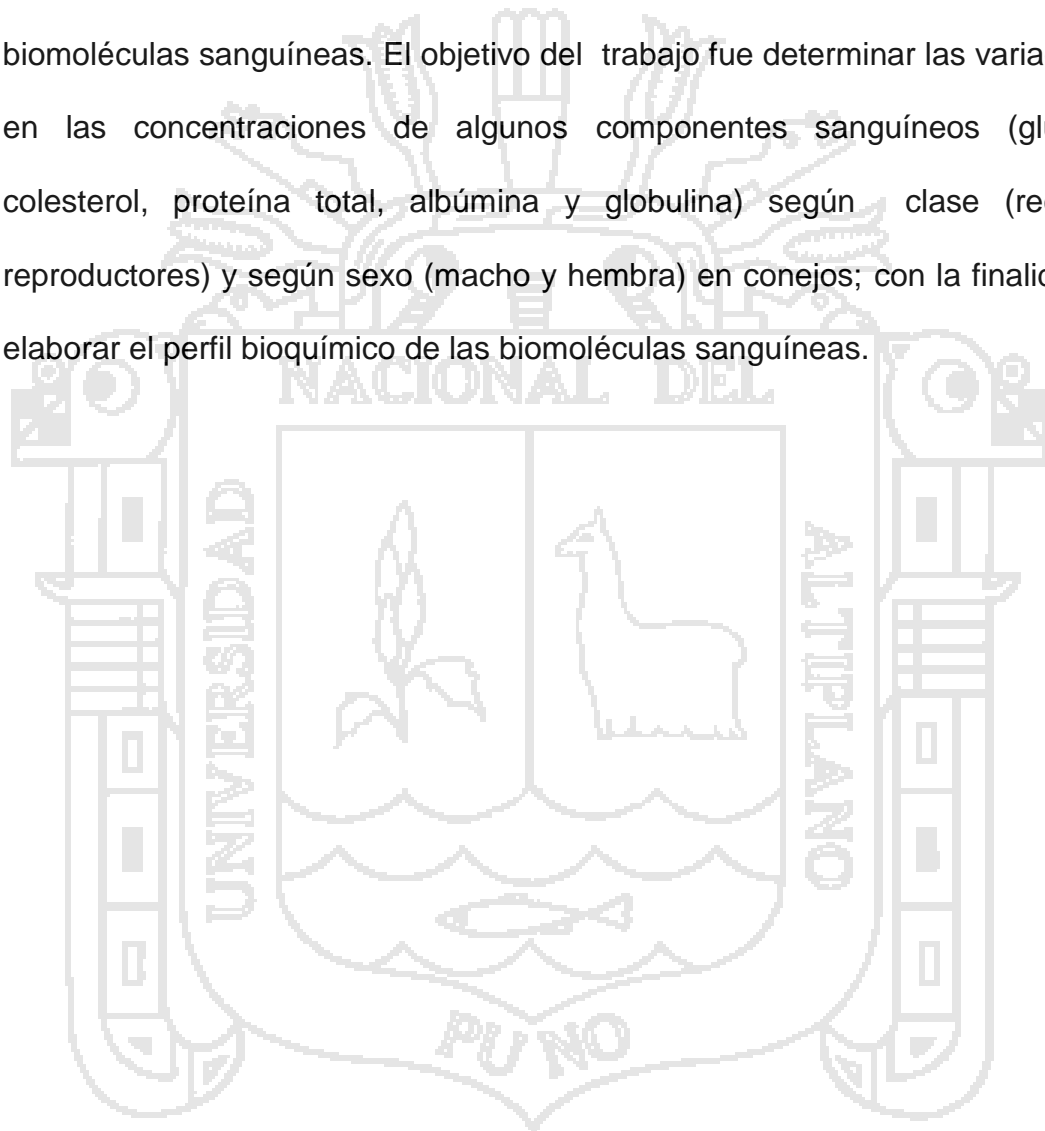 biomoléculas sanguíneas. El objetivo del trabajo fue determinar las varia
en las concentraciones de algunos componentes sanguíneos (gl
colesterol, proteína total, albúmina y globulina) según clase (re
reproductores) y según sexo (macho y hembra) en conejos; con la finali
elaborar el perfil bioquímico de las biomoléculas sanguíneas.
NACIONAL DEL
UNIVERSIDAD
ALTIPLANO
PUNO